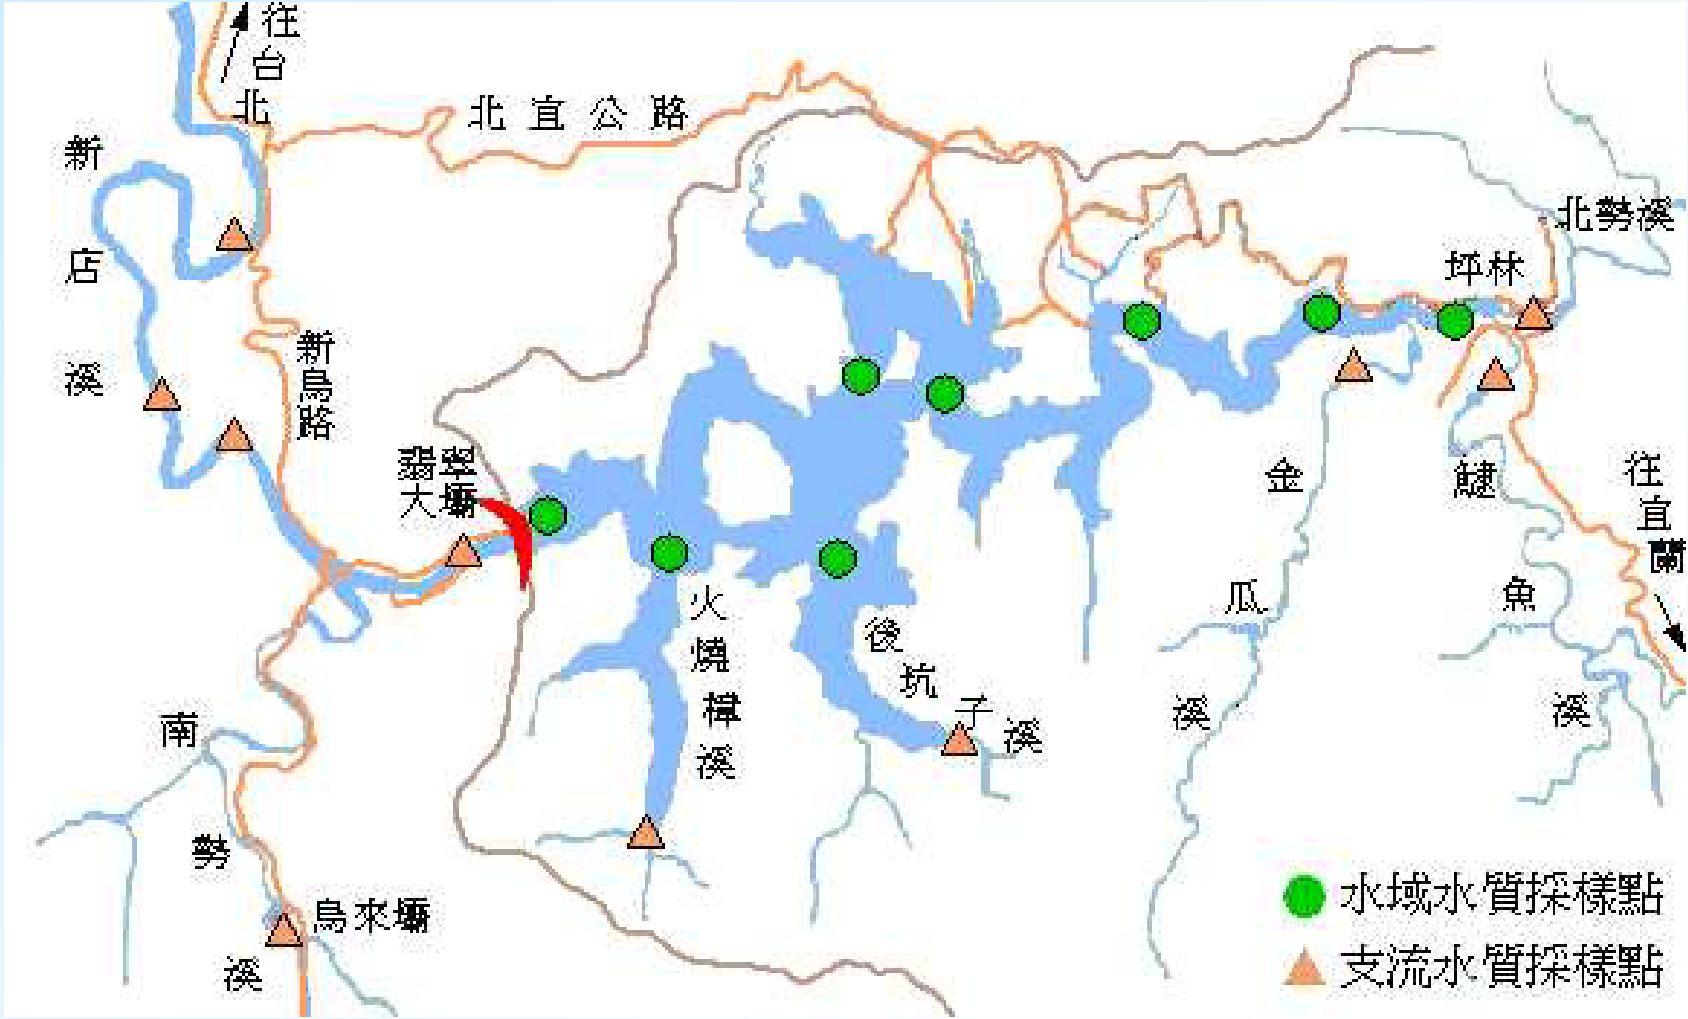 往台北
北宜公路
新店溪
新烏路
北勢溪
坪林
翡翠
大壩
往宜蘭
金瓜溪
鰱魚溪
火燒樟溪
後坑子溪
南勢溪
烏來壩
水域水質採樣點
支流水質採樣點